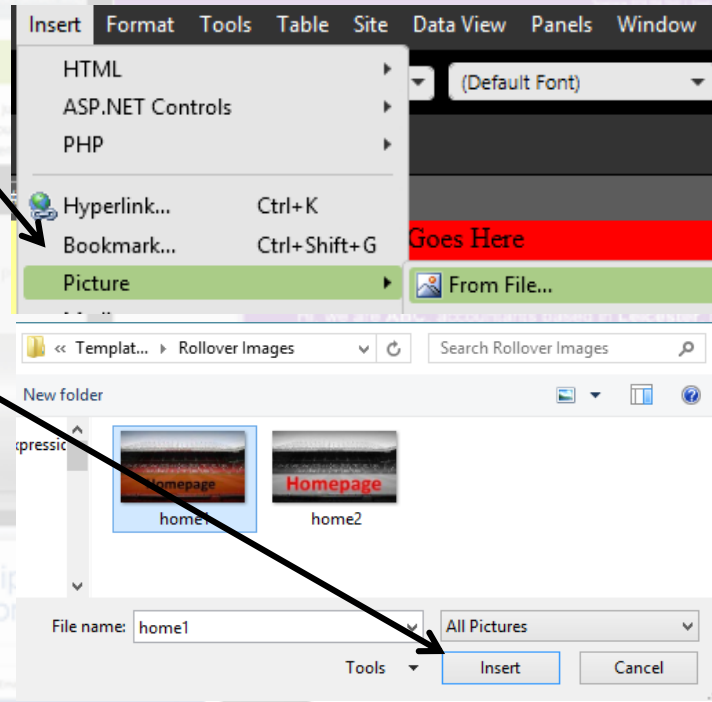 Insert Format Tools Table Site Data View Panels Window
HTML
(Default Font)
ASP.NET Controls
PHP
Hyperlink... Ctrl+K
Bookmark... Ctrl+Shift+G
Goes Here
Picture
From File...
« Templat... Rollover Images
Search Rollover Images
New folder
Homepage
Homepage
home1
home2
File name: home1
All Pictures
Tools
Insert
Cancel